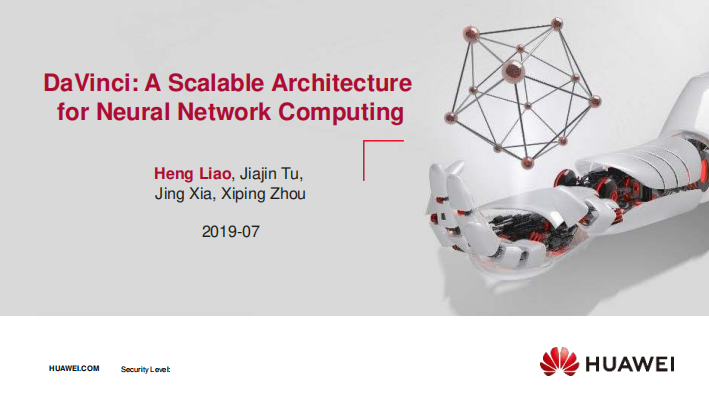 DaVinci: A Scalable Architecture
for Neural Network Computing
Heng Liao, Jiajin Tu,
Jing Xia, Xiping Zhou
2019-07
HUAWEI.COM Security Level:
HUAWEI